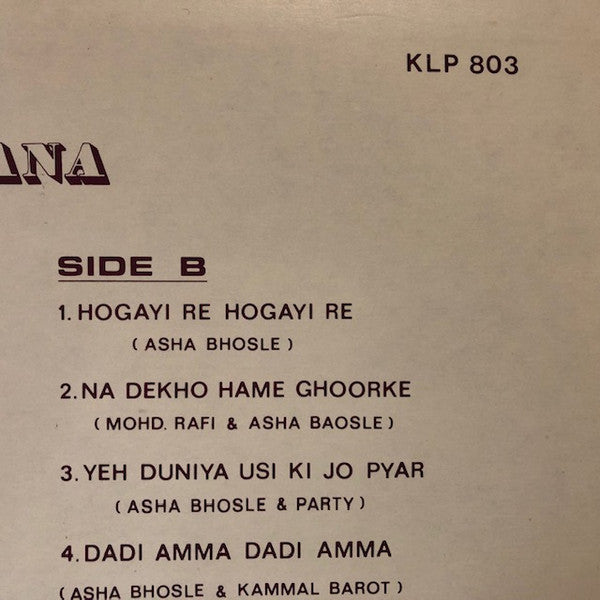 KLP 803
ANA
SIDE B
1. HOGAYI RE HOGAYI RE
( ASHA BHOSLE )
2. NA DEKHO HAME GHOORKE
( MOHD. RAFI & ASHA BAOSLE )
3. YEH DUNIYA USI KI JO PYAR
( ASHA BHOSLE & PARTY )
4. DADI AMMA DADI AMMA
(ASHA BHOSLE & KAMMAL BAROT )